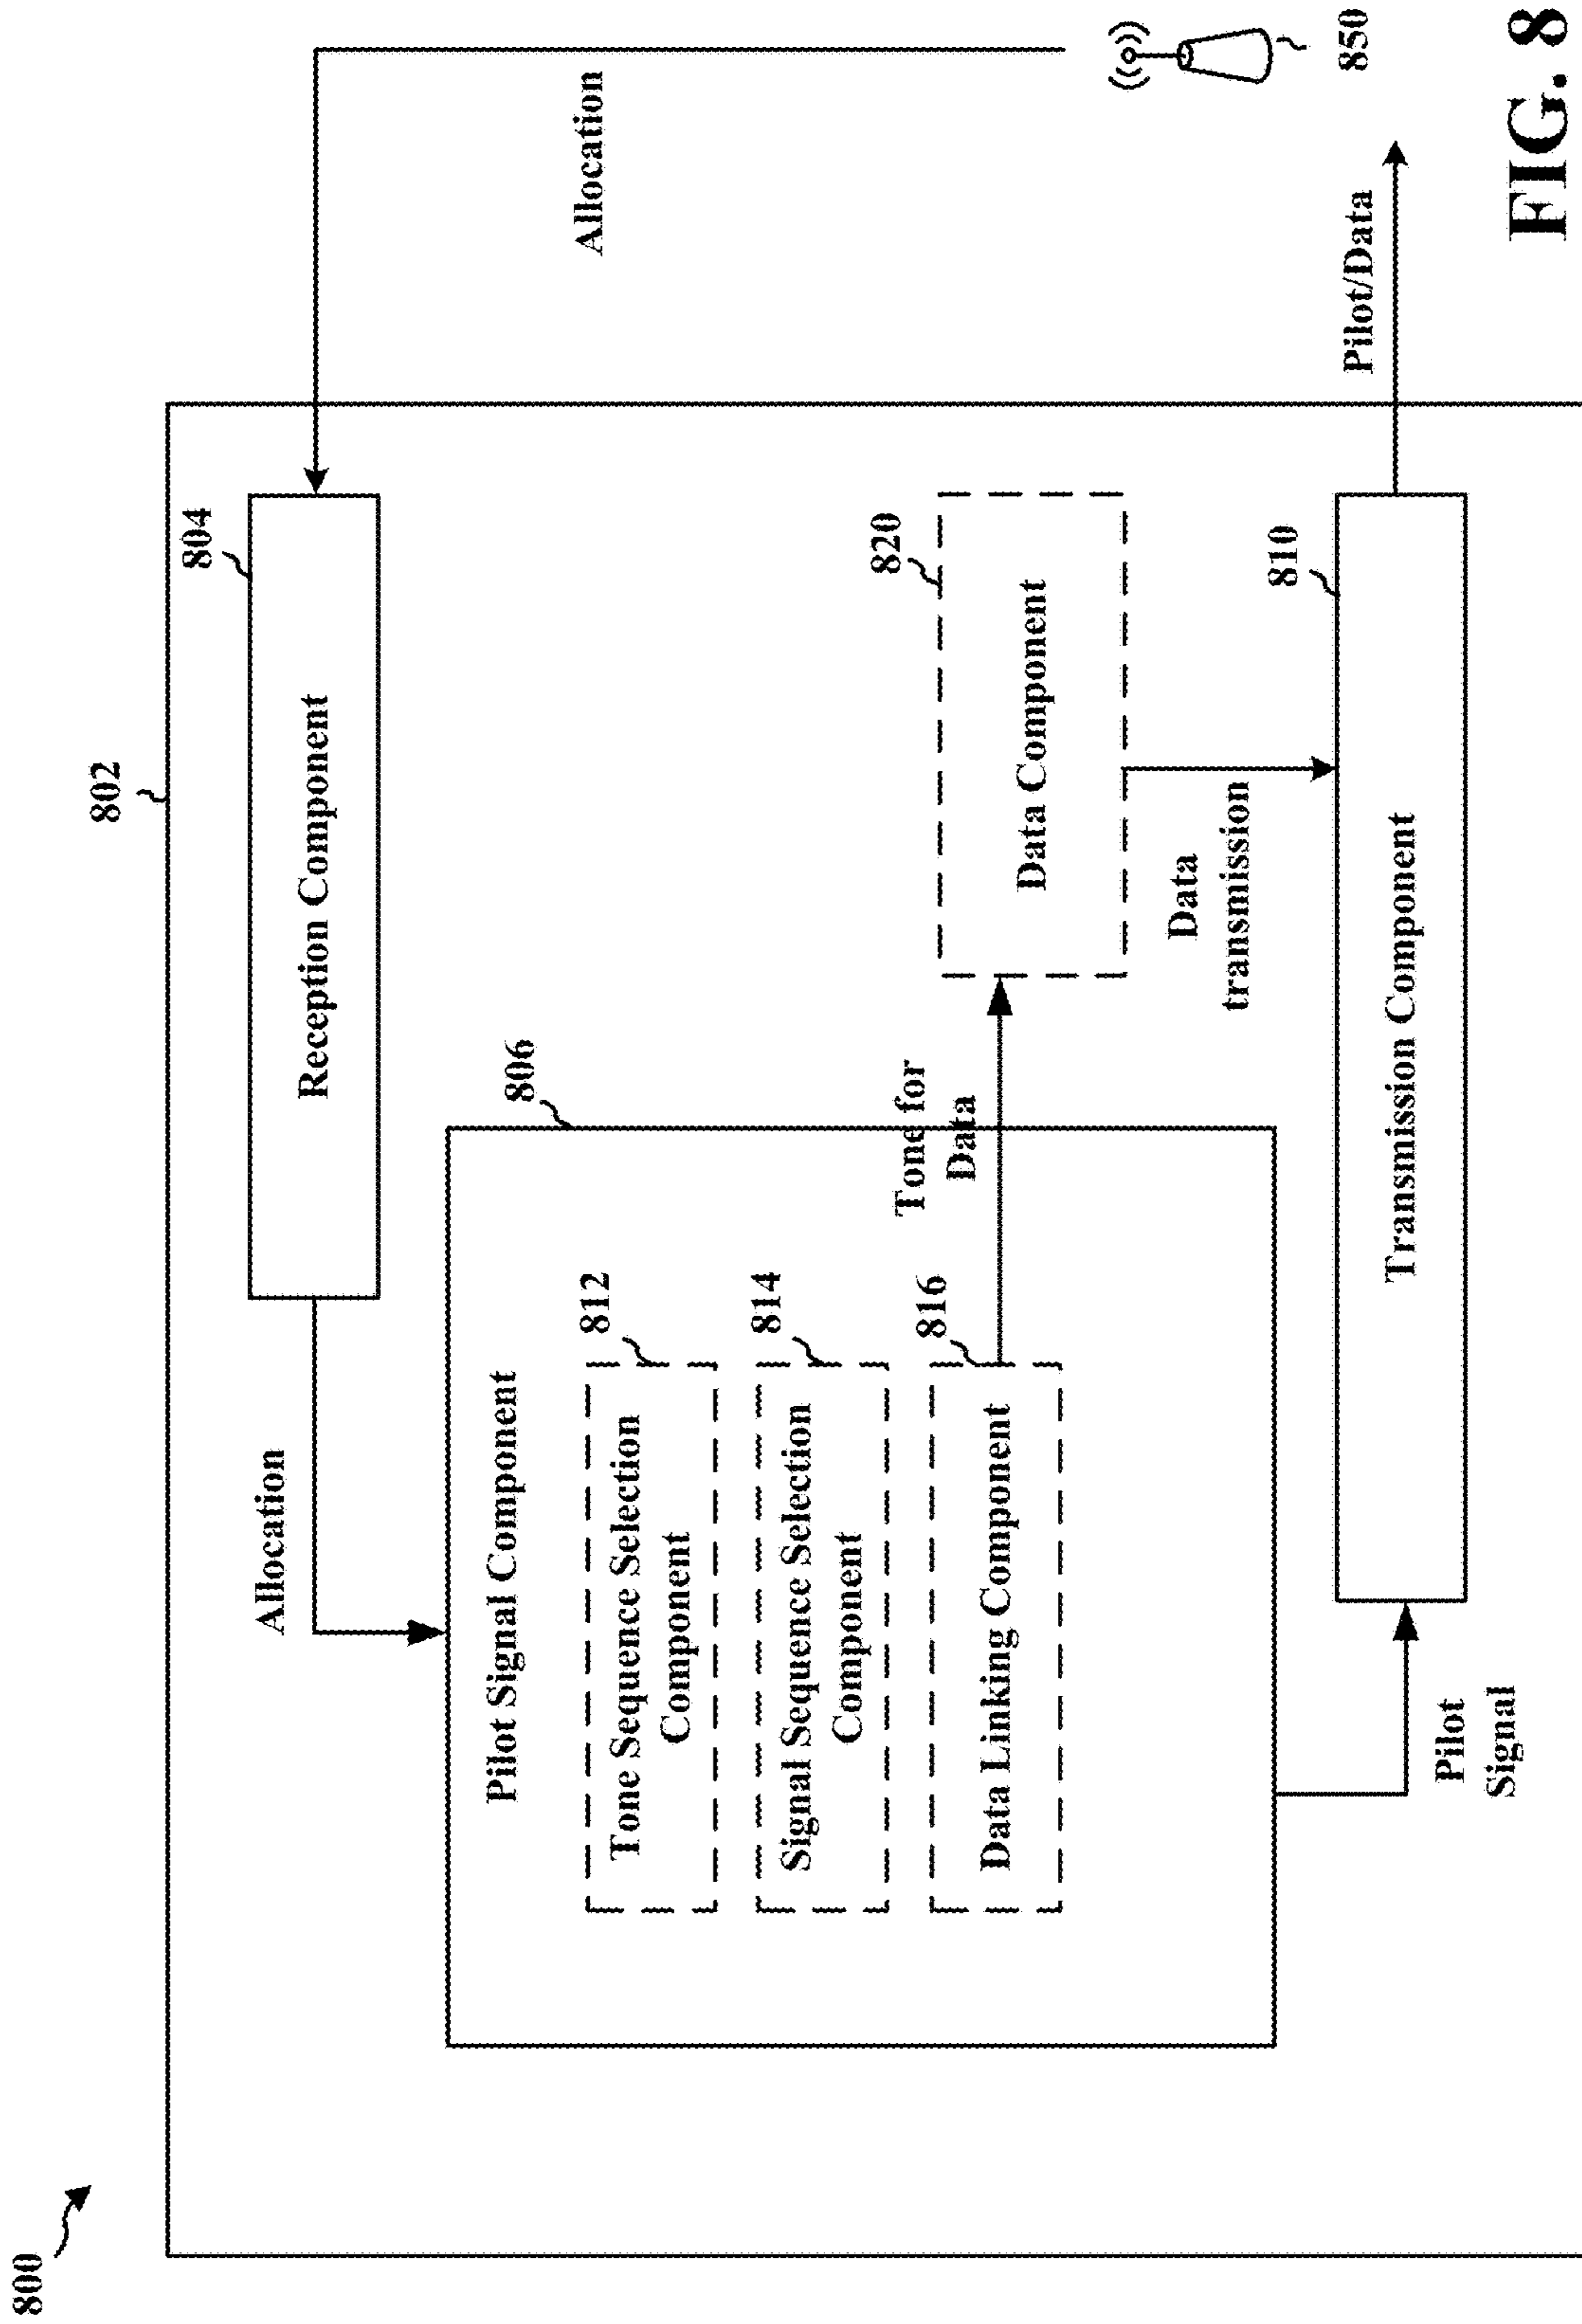 800
802
804
Reception Component
Allocation
Allocation
806
Pilot Signal Component
812
Tone Sequence Selection
Component
814
Signal Sequence Selection
Component
816
Data Linking Component
Tone for
Data
820
Data Component
Data
transmission
810
Transmission Component
Pilot
Signal
Pilot/Data
850
FIG. 8